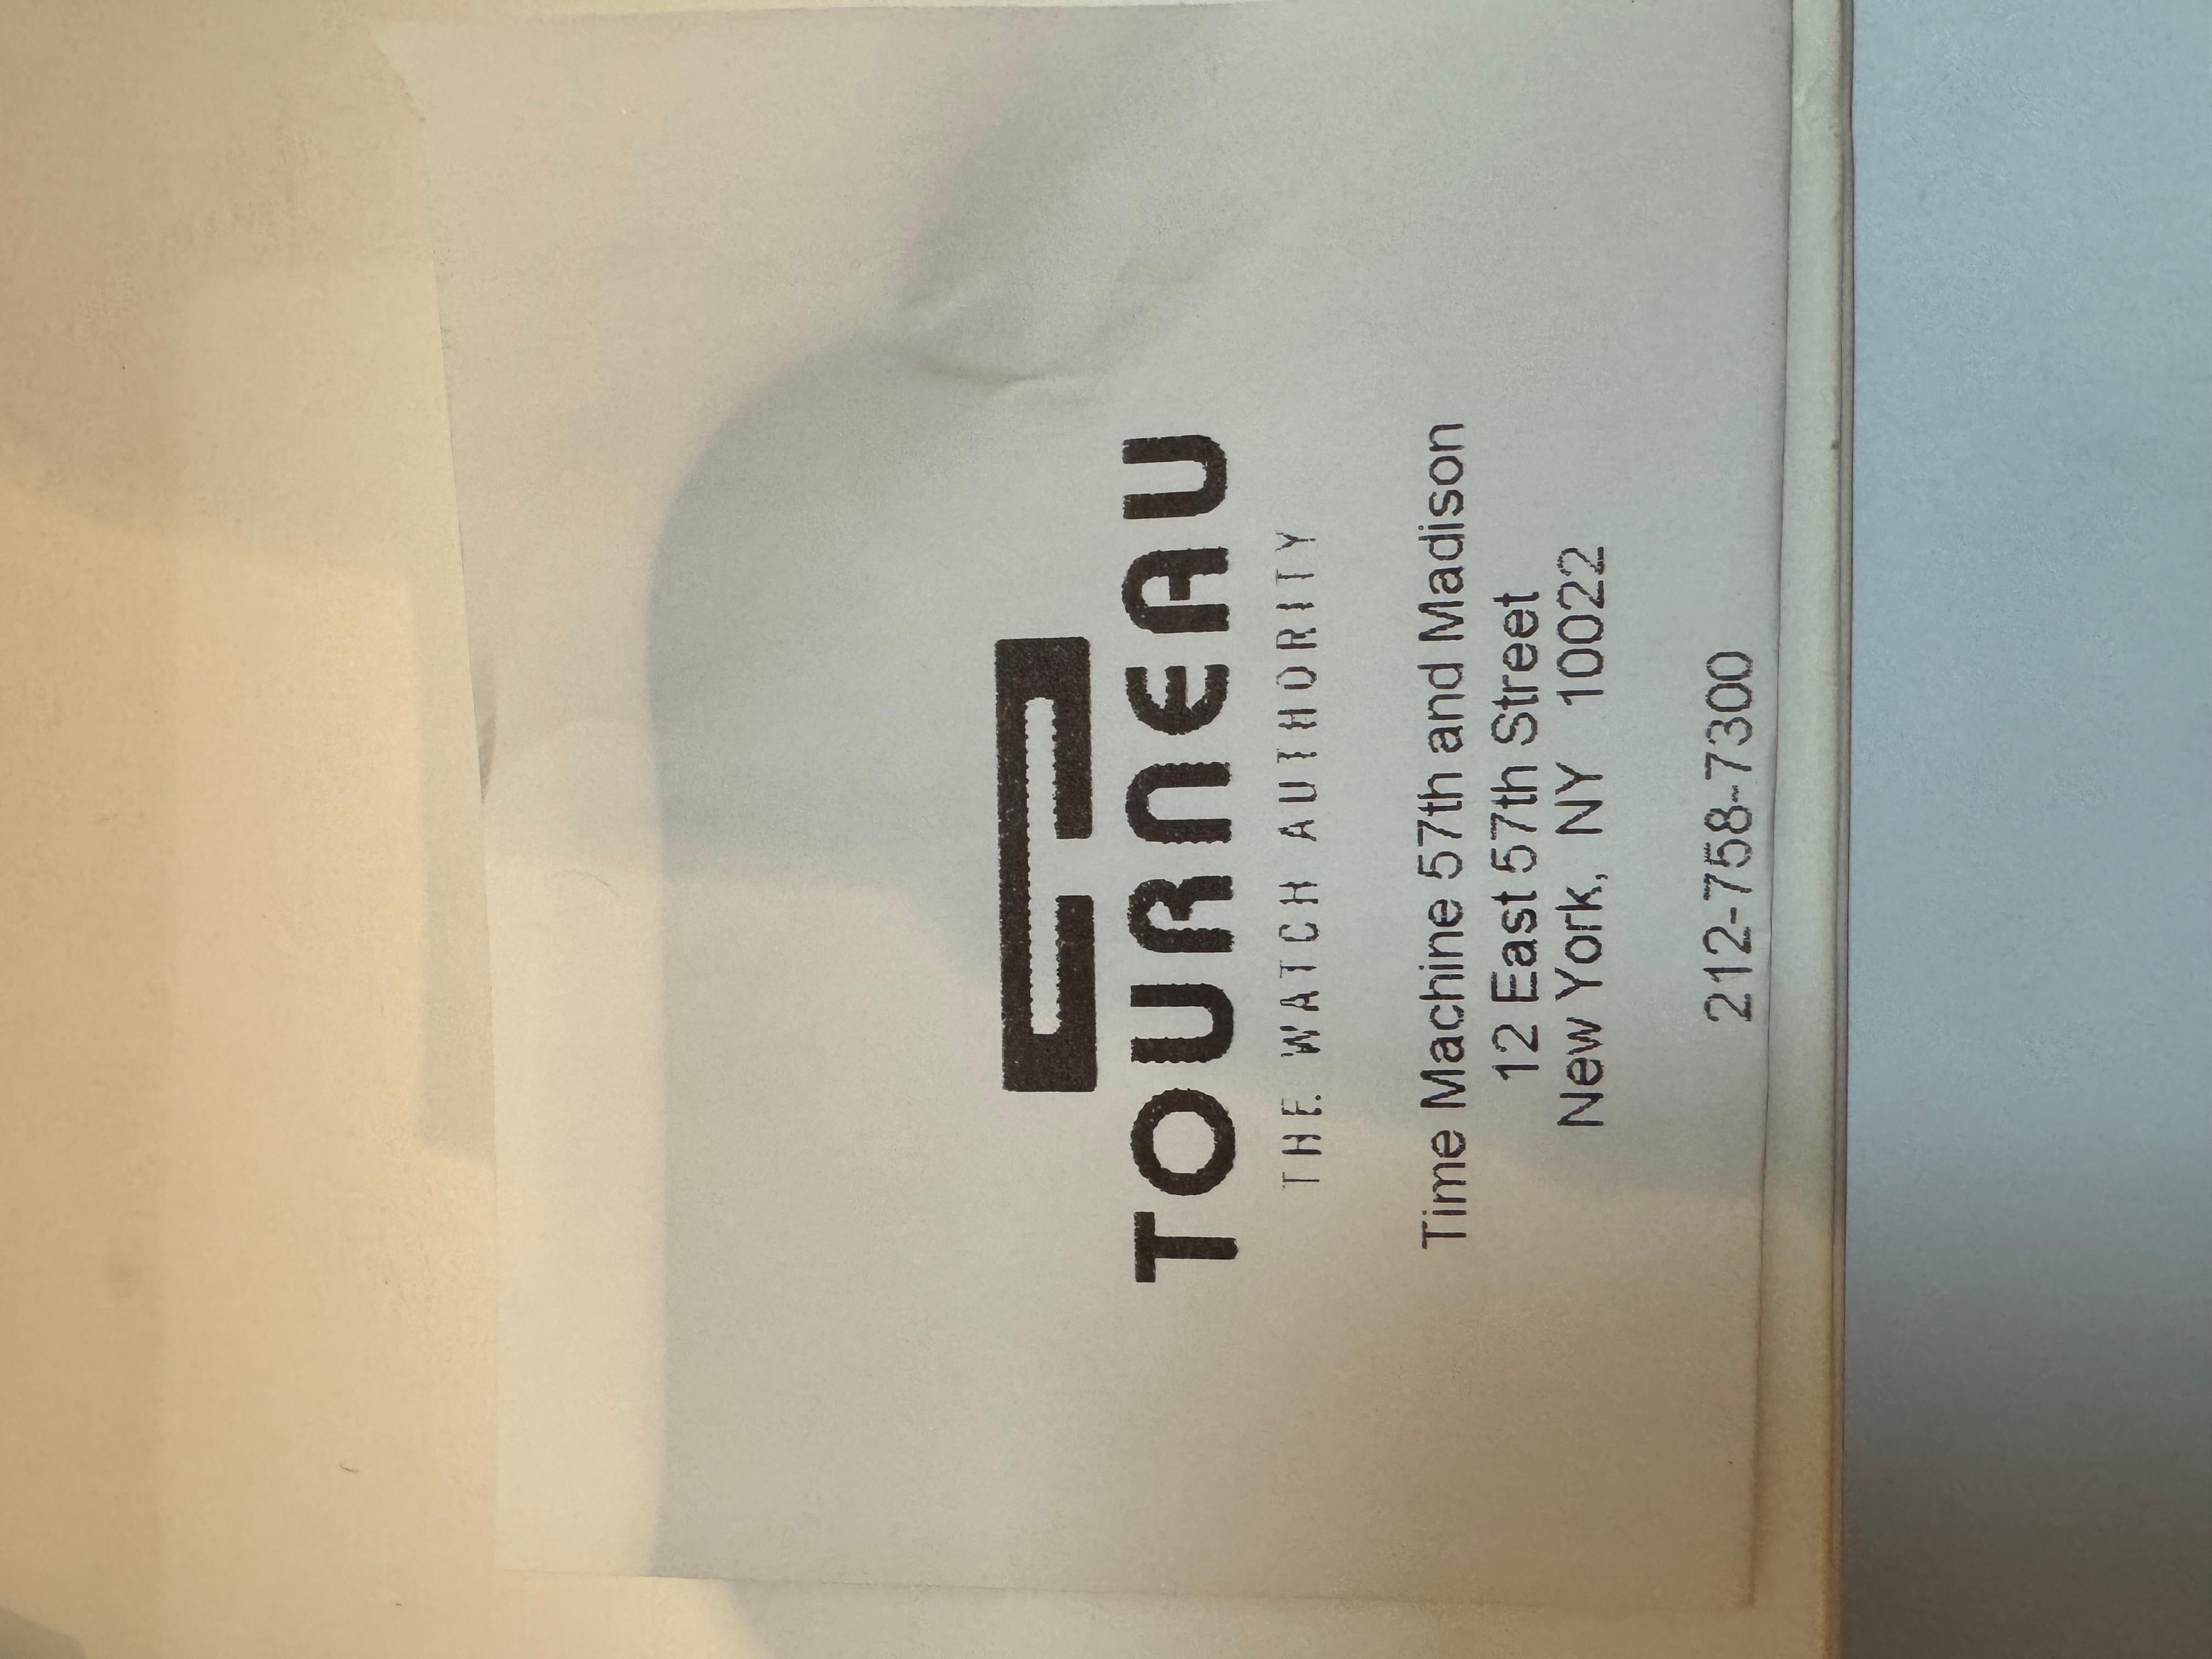 TOURNEAU
THE WATCH AUTHORITY
Time Machine 57th and Madison
12 East 57th Street
New York, NY 10022
212-758-7300